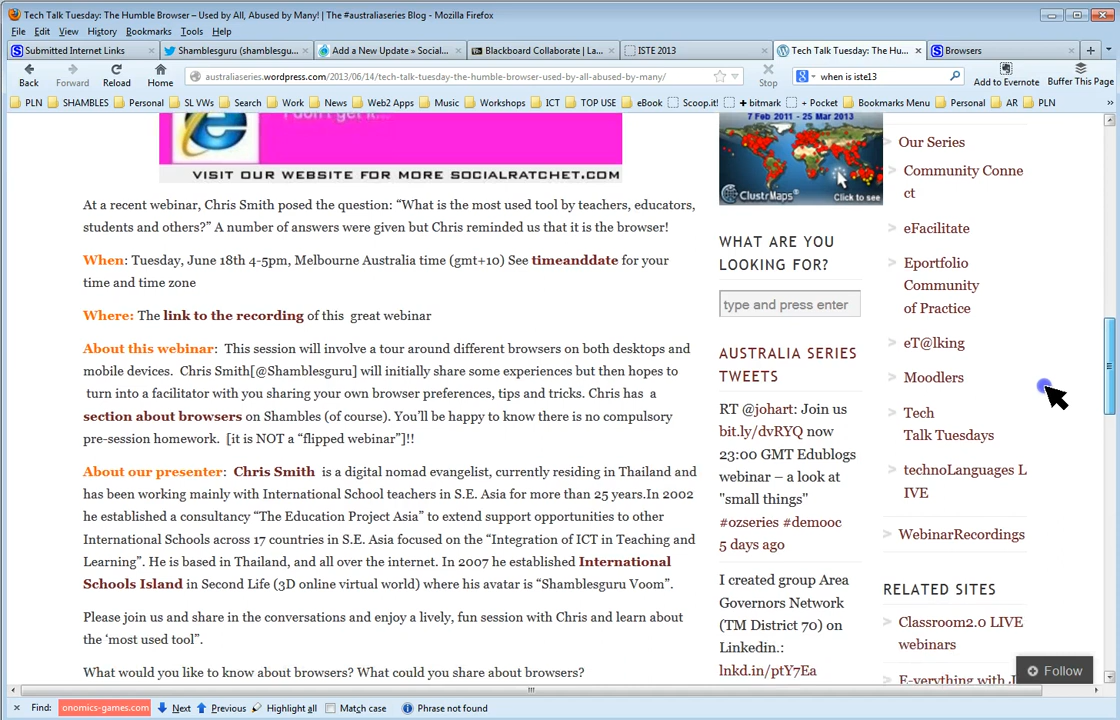 Tech Talk Tuesday: The Humble Browser – Used by All, Abused by Many! | The #australiaseries Blog - Mozilla Firefox
File Edit View History Bookmarks Tools Help
Submitted Internet Links
Shamblesguru (shamblesgu...
Add a New Update » Social...
Blackboard Collaborate | La...
ISTE 2013
Tech Talk Tuesday: The Hu...
Browsers
Back Forward Reload Home
australiaseries.wordpress.com/2013/06/14/tech-talk-tuesday-the-humble-browser-used-by-all-abused-by-many/
Stop
when is iste13
Add to Evernote Buffer This Page
PLN SHAMBLES Personal SL VWs Search Work News Web2 Apps Music Workshops ICT TOP USE eBook Scoop.it! + bitmark + Pocket Bookmarks Menu Personal AR PLN
I don't get it...
VISIT OUR WEBSITE FOR MORE SOCIALRATCHET.COM
At a recent webinar, Chris Smith posed the question: “What is the most used tool by teachers, educators,
students and others?” A number of answers were given but Chris reminded us that it is the browser!
When: Tuesday, June 18th 4-5pm, Melbourne Australia time (gmt+10) See timeanddate for your
time and time zone
Where: The link to the recording of this great webinar
About this webinar: This session will involve a tour around different browsers on both desktops and
mobile devices. Chris Smith[@Shamblesguru] will initially share some experiences but then hopes to
turn into a facilitator with you sharing your own browser preferences, tips and tricks. Chris has a
section about browsers on Shambles (of course). You’ll be happy to know there is no compulsory
pre-session homework. [it is NOT a “flipped webinar”]!!
About our presenter: Chris Smith is a digital nomad evangelist, currently residing in Thailand and
has been working mainly with International School teachers in S.E. Asia for more than 25 years.In 2002
he established a consultancy “The Education Project Asia” to extend support opportunities to other
International Schools across 17 countries in S.E. Asia focused on the “Integration of ICT in Teaching and
Learning”. He is based in Thailand, and all over the internet. In 2007 he established International
Schools Island in Second Life (3D online virtual world) where his avatar is “Shamblesguru Voom”.
Please join us and share in the conversations and enjoy a lively, fun session with Chris and learn about
the ‘most used tool”.
What would you like to know about browsers? What could you share about browsers?
7 Feb 2011 - 25 Mar 2013
ClustrMaps®
Click to see
WHAT ARE YOU
LOOKING FOR?
type and press enter
AUSTRALIA SERIES
TWEETS
RT @johart: Join us
bit.ly/dvRYQ now
23:00 GMT Edublogs
webinar – a look at
"small things"
#ozseries #demooc
5 days ago
I created group Area
Governors Network
(TM District 70) on
Linkedin.:
lnkd.in/ptY7Ea
Our Series
Community Conne
ct
eFacilitate
Eportfolio
Community
of Practice
eT@lking
Moodlers
Tech
Talk Tuesdays
technoLanguages L
IVE
WebinarRecordings
RELATED SITES
Classroom2.0 LIVE
webinars
E-verything with J
Follow
Find: onomics-games.com Next Previous Highlight all Match case Phrase not found